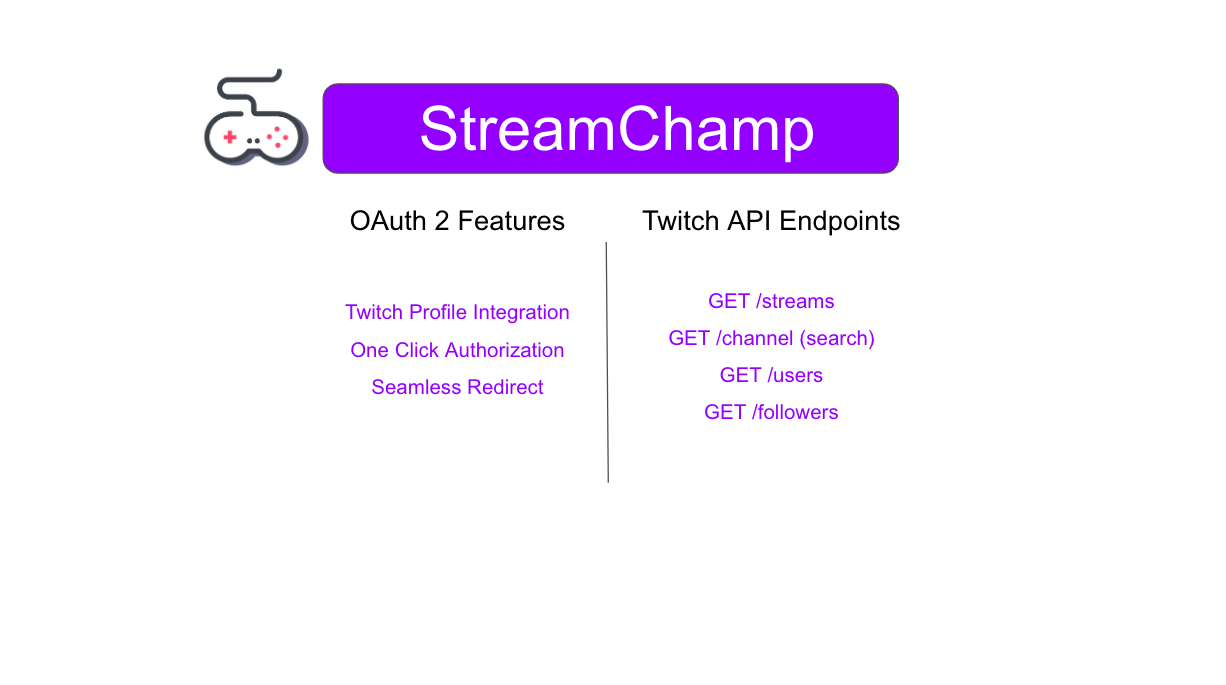 StreamChamp
OAuth 2 Features
Twitch Profile Integration
One Click Authorization
Seamless Redirect
Twitch API Endpoints
GET /streams
GET /channel (search)
GET /users
GET /followers